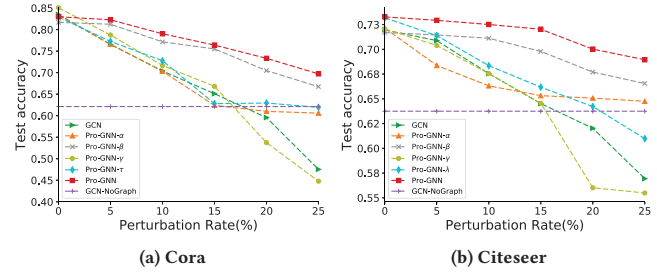 0.85
0.80
0.75
0.70
0.65
0.60
0.55
0.50
0.45
0.40
Test accuracy
GCN
Pro-GNN-α
Pro-GNN-β
Pro-GNN-γ
Pro-GNN-τ
Pro-GNN
GCN-NoGraph
0 5 10 15 20 25
Perturbation Rate(%)
(a) Cora
0.73
0.70
0.68
0.65
0.62
0.60
0.57
0.55
Test accuracy
GCN
Pro-GNN-α
Pro-GNN-β
Pro-GNN-γ
Pro-GNN-λ
Pro-GNN
GCN-NoGraph
0 5 10 15 20 25
Perturbation Rate(%)
(b) Citeseer